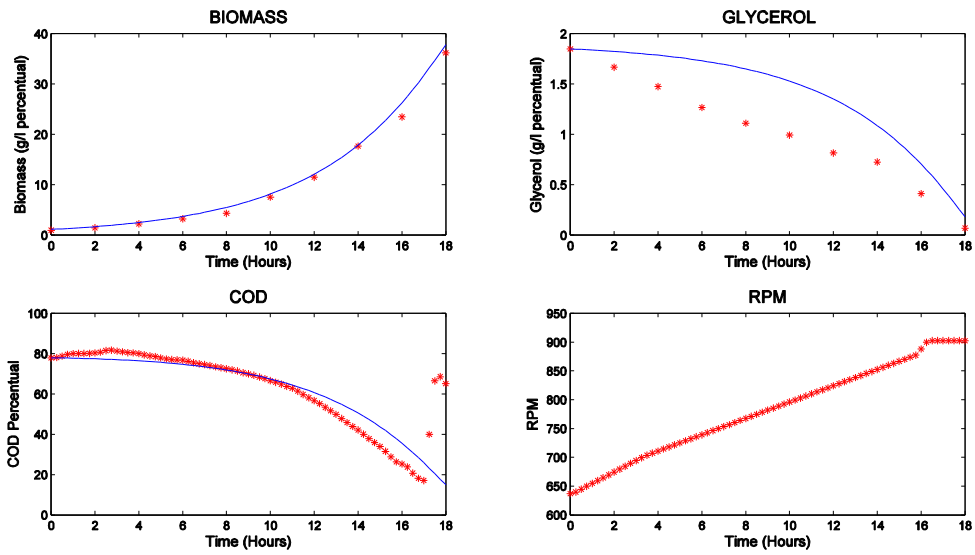 BIOMASS
Biomass (g/l percentual)
40
30
20
10
0
0 2 4 6 8 10 12 14 16 18
Time (Hours)
GLYCEROL
Glycerol (g/l percentual)
2
1.5
1
0.5
0
0 2 4 6 8 10 12 14 16 18
Time (Hours)
COD
COD Percentual
100
80
60
40
20
0
0 2 4 6 8 10 12 14 16 18
Time (Hours)
RPM
RPM
950
900
850
800
750
700
650
600
0 2 4 6 8 10 12 14 16 18
Time (Hours)